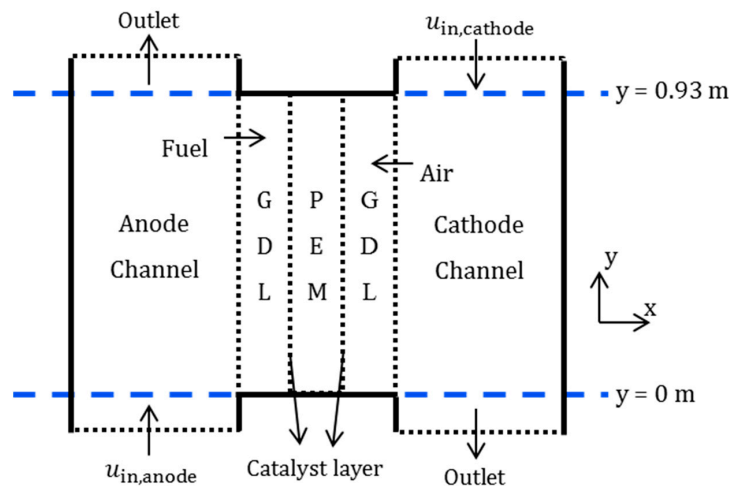 Outlet
u_in,cathode
y = 0.93 m
Fuel
Air
G P G
D E D
L M L
Anode
Channel
Cathode
Channel
y
x
y = 0 m
u_in,anode
Catalyst layer
Outlet